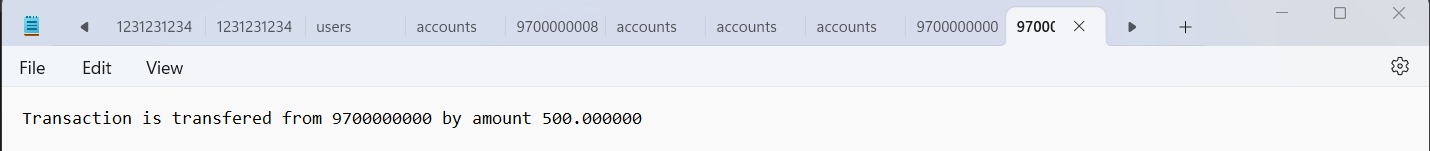 1231231234 1231231234 users accounts 9700000008 accounts accounts accounts 9700000000 9700
File Edit View
Transaction is transfered from 9700000000 by amount 500.000000